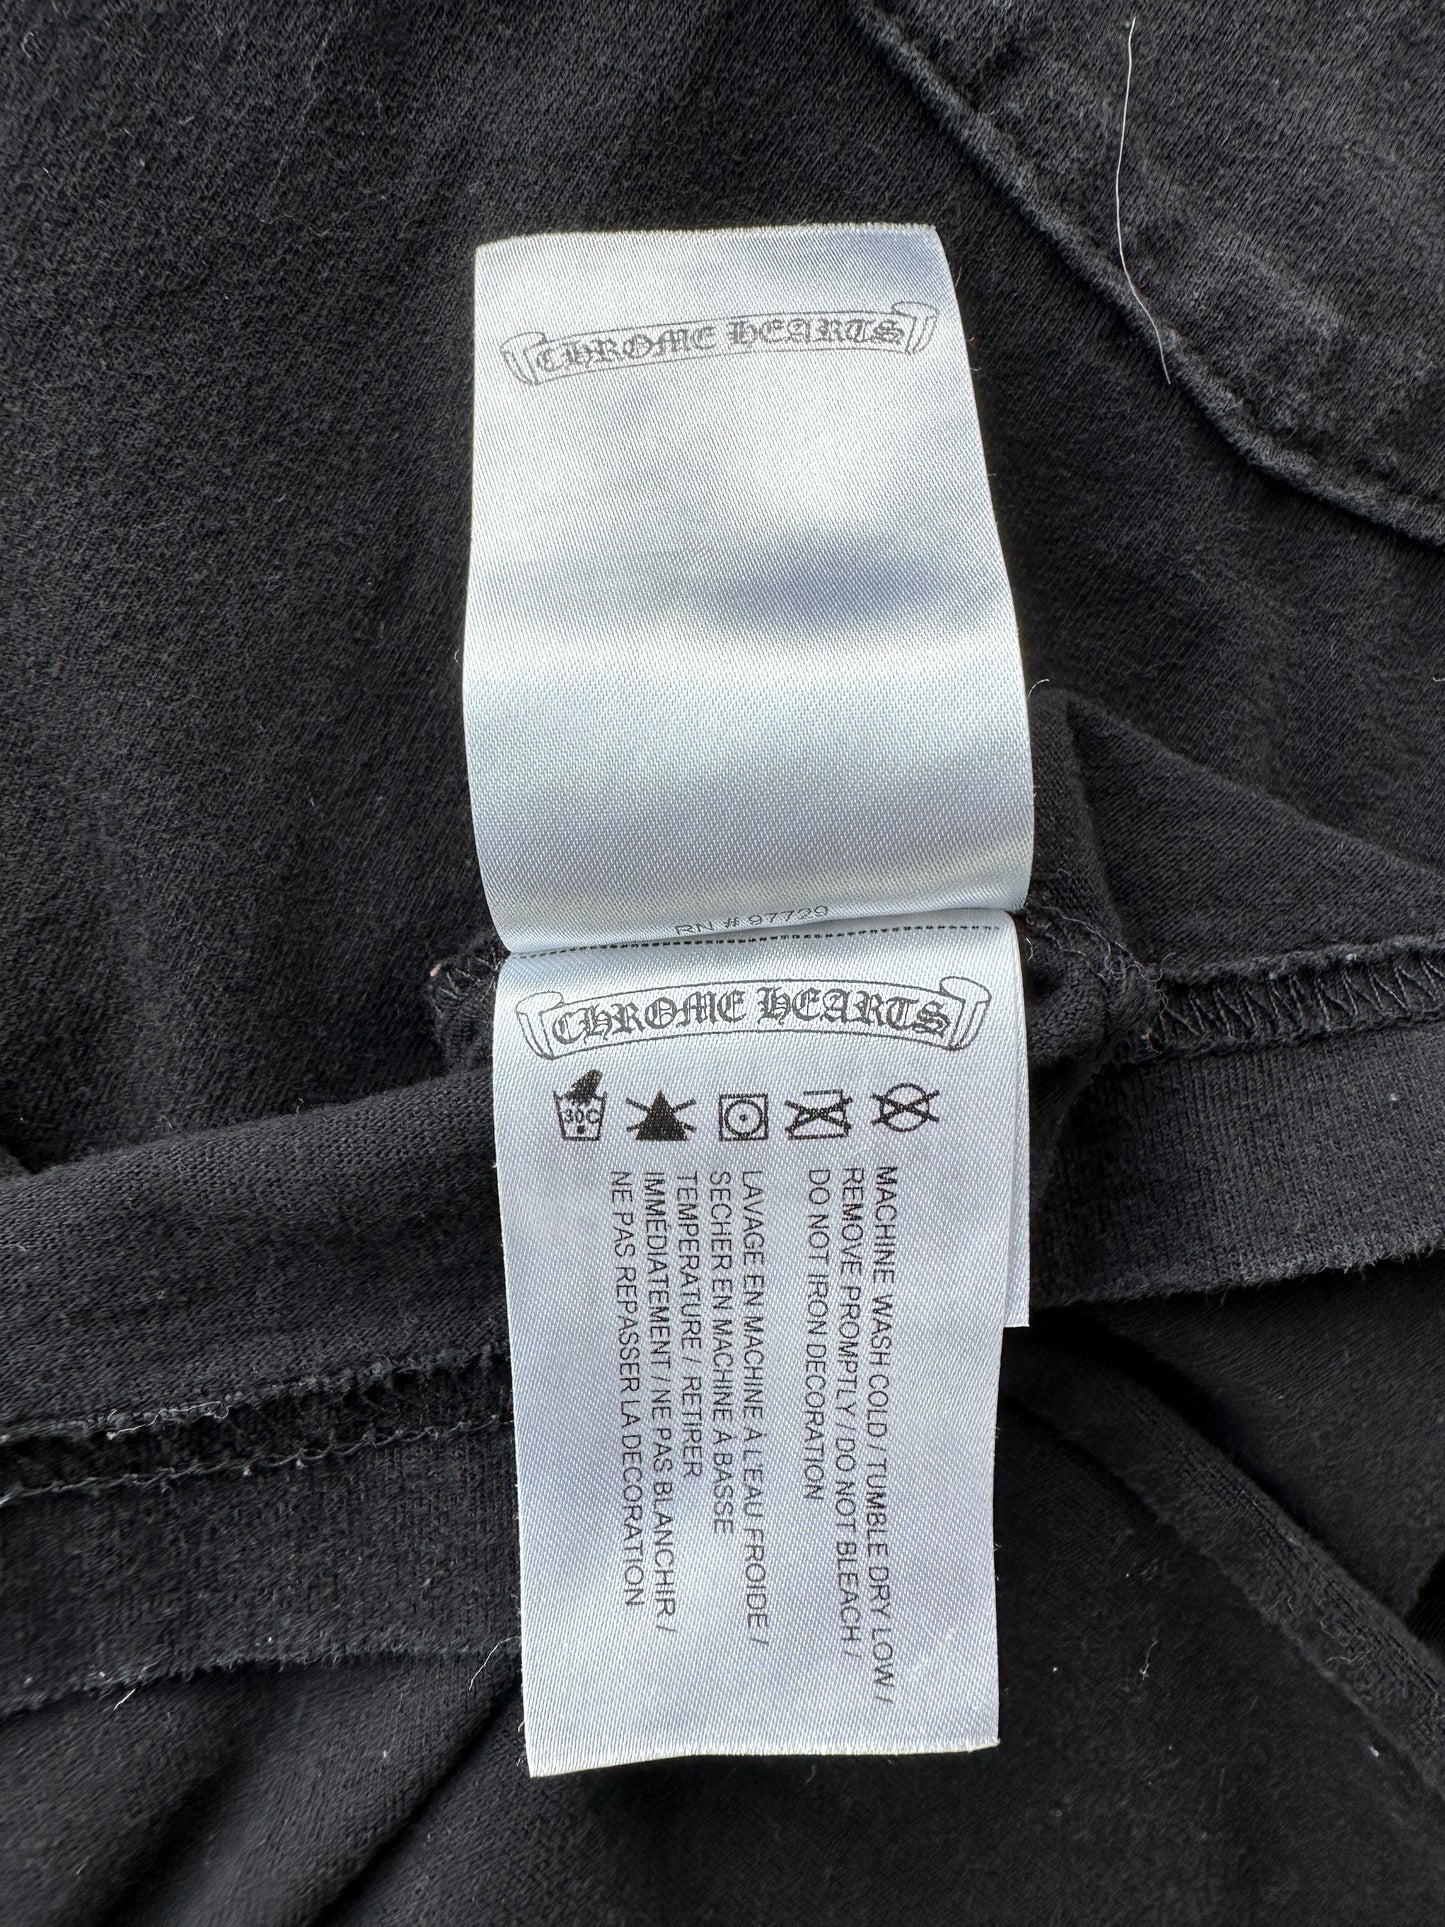 CHROME HEARTS
RN # 97729
CHROME HEARTS
30C
MACHINE WASH COLD / TUMBLE DRY LOW /
REMOVE PROMPTLY / DO NOT BLEACH /
DO NOT IRON DECORATION
LAVAGE EN MACHINE À L'EAU FROIDE /
SECHER EN MACHINE À BASSE
TEMPERATURE / RETIRER
IMMÉDIATEMENT / NE PAS BLANCHIR /
NE PAS REPASSER LA DECORATION